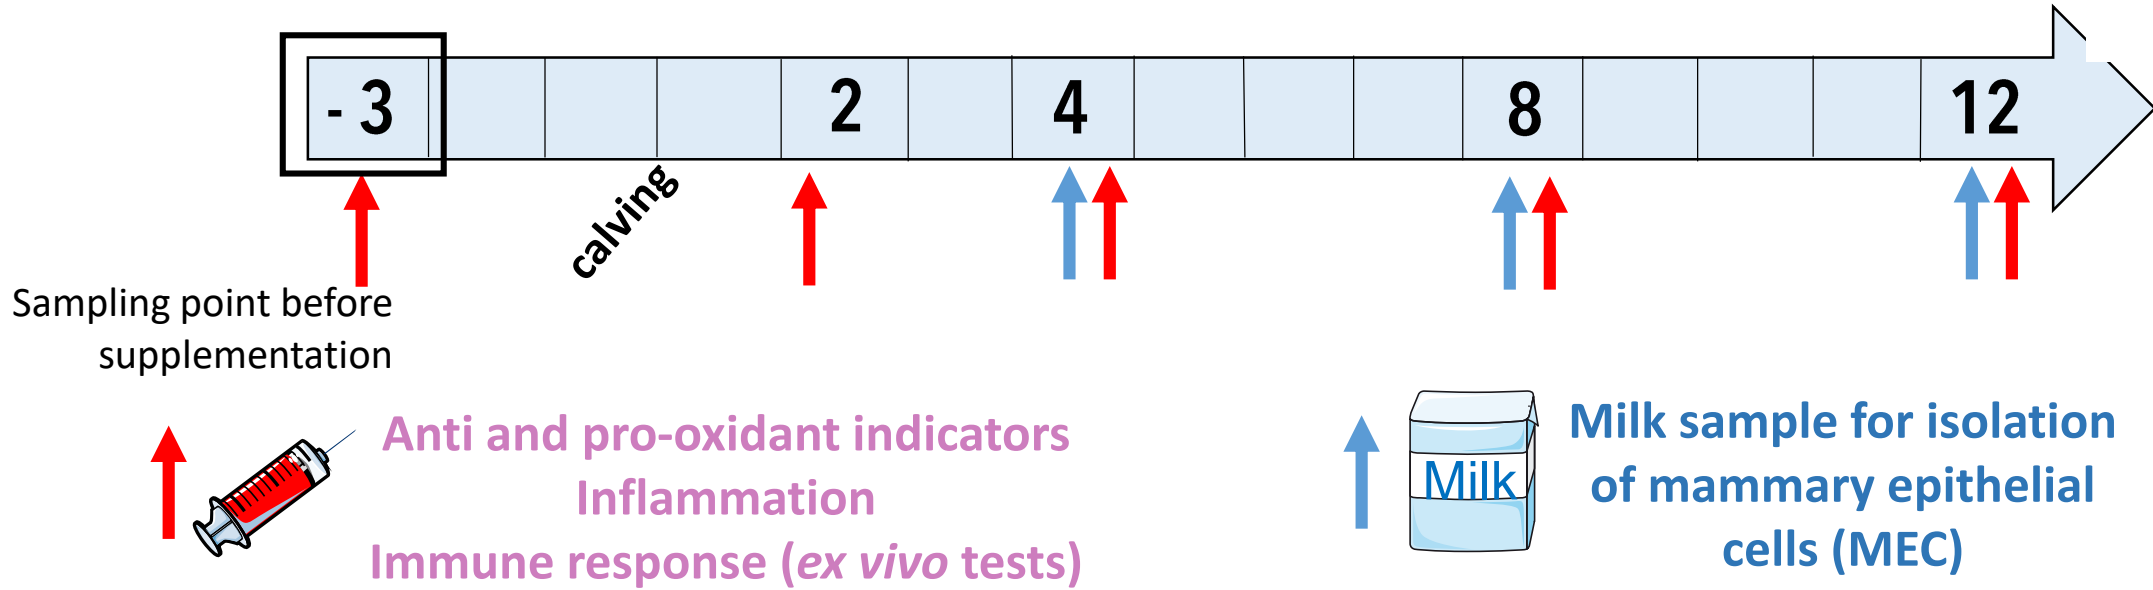 - 3 2 4 8 12
calving
Sampling point before
supplementation
Anti and pro-oxidant indicators
Inflammation
Immune response (ex vivo tests)
Milk
Milk sample for isolation
of mammary epithelial
cells (MEC)